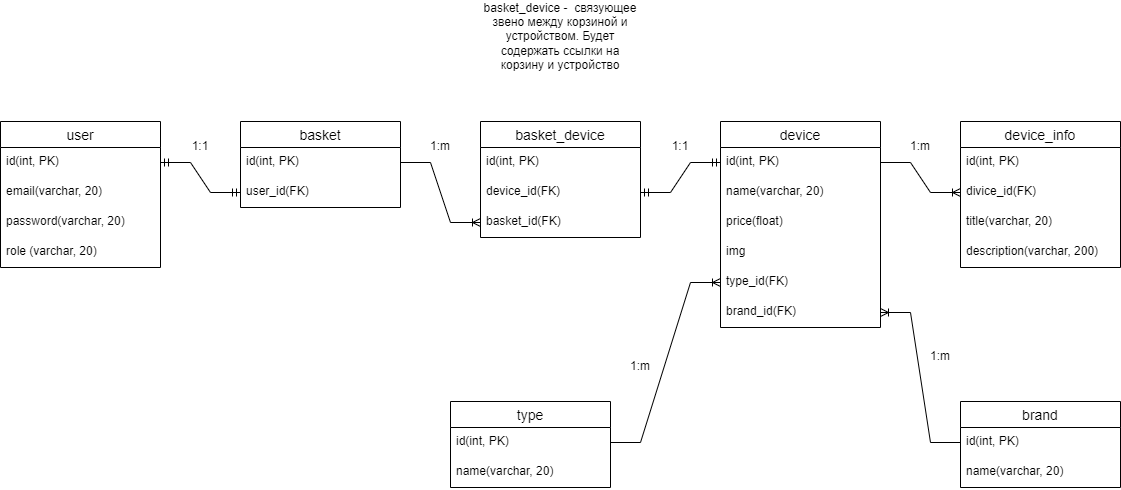 basket_device - связующее
звено между корзиной и
устройством. Будет
содержать ссылки на
корзину и устройство
user
id(int, PK)
email(varchar, 20)
password(varchar, 20)
role (varchar, 20)
1:1
basket
id(int, PK)
user_id(FK)
1:m
basket_device
id(int, PK)
device_id(FK)
basket_id(FK)
1:1
device
id(int, PK)
name(varchar, 20)
price(float)
img
type_id(FK)
brand_id(FK)
1:m
device_info
id(int, PK)
divice_id(FK)
title(varchar, 20)
description(varchar, 200)
1:m
1:m
type
id(int, PK)
name(varchar, 20)
brand
id(int, PK)
name(varchar, 20)